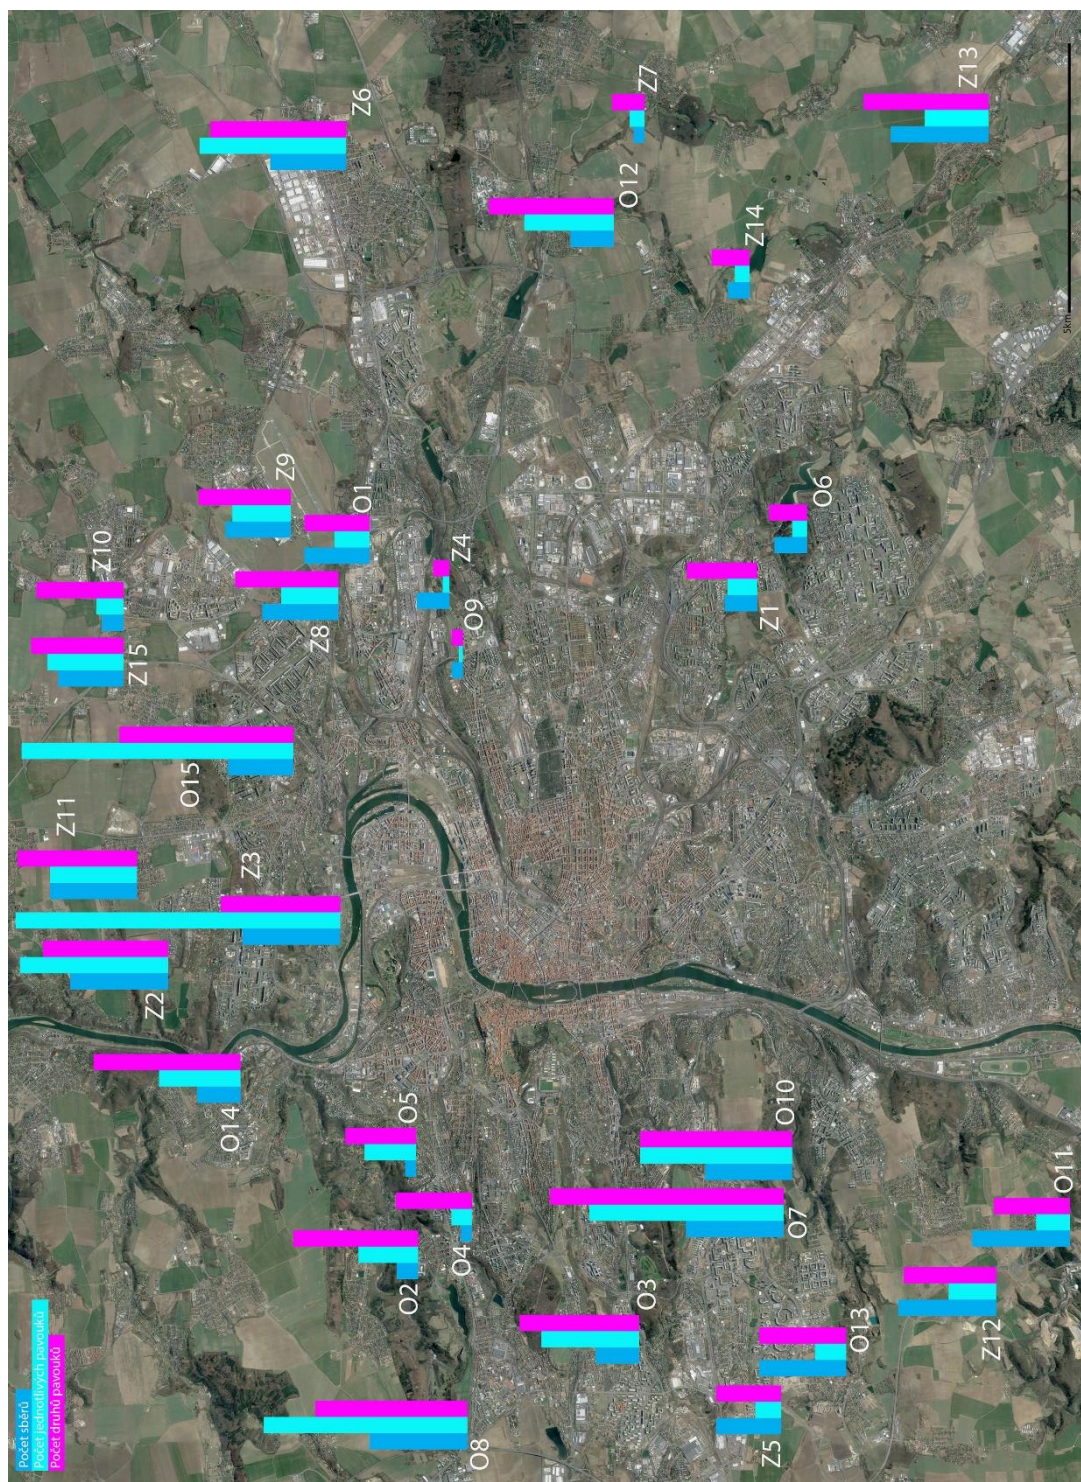 Počet sběrů
Počet jednotlivých pavouků
Počet druhů pavouků
O8
O2
O4
O5
O14
Z2
Z3
Z11
O15
Z15
Z10
Z8
Z9
O1
Z4
O9
Z6
O3
O7
O10
Z5
O13
Z12
O11
Z1
O6
O12
Z7
Z14
Z13
5km